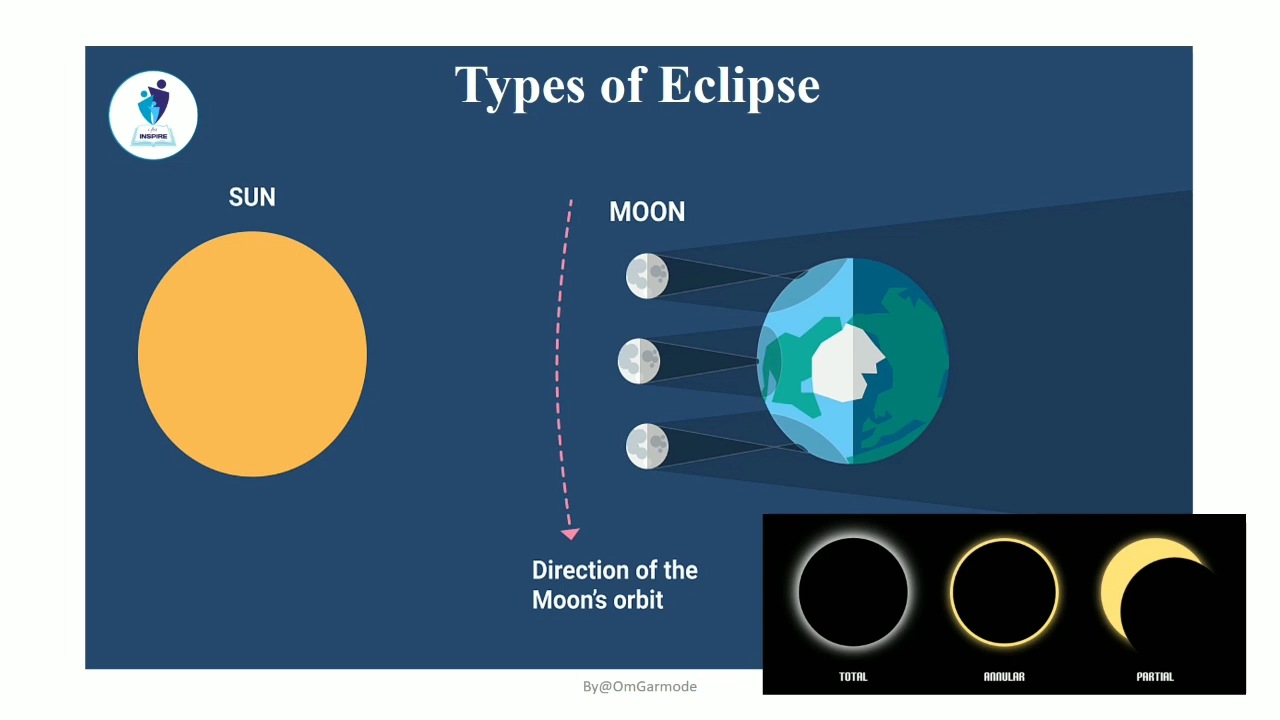 Types of Eclipse
INSPIRE
SUN
MOON
Direction of the
Moon's orbit
TOTAL
ANNULAR
PARTIAL
By@OmGarmode